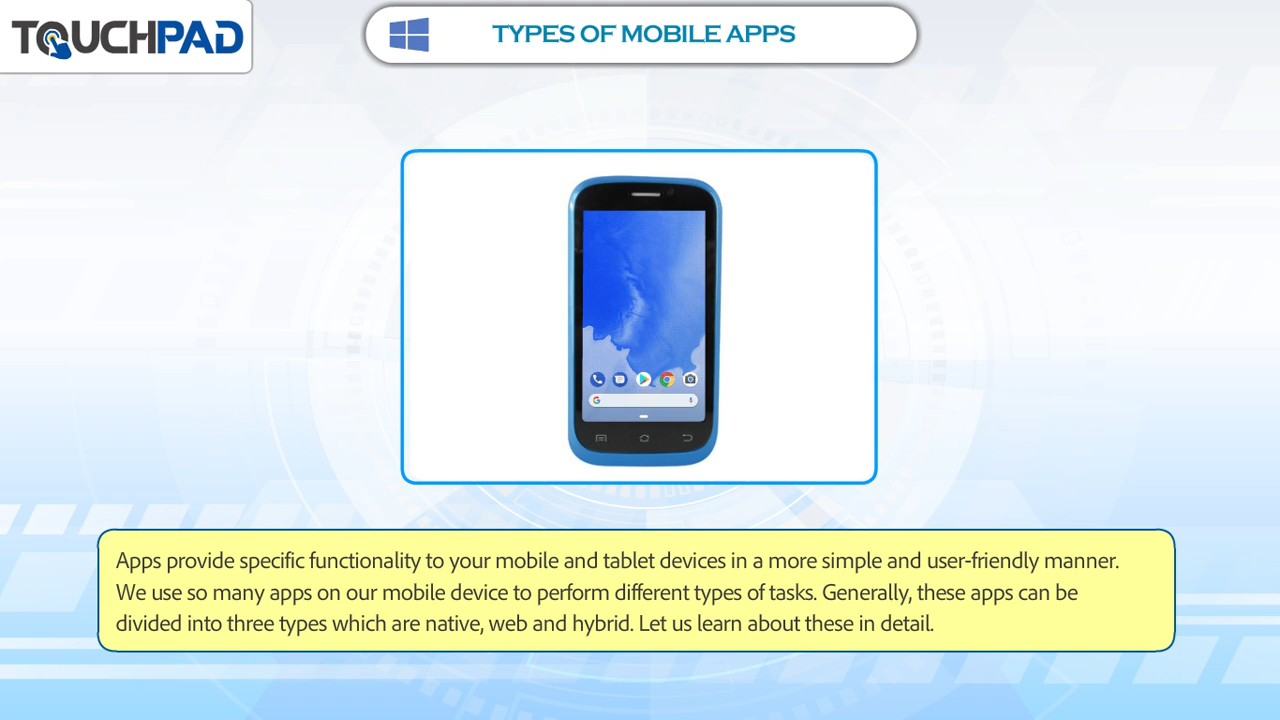 TOUCHPAD
TYPES OF MOBILE APPS
Apps provide specific functionality to your mobile and tablet devices in a more simple and user-friendly manner.
We use so many apps on our mobile device to perform different types of tasks. Generally, these apps can be
divided into three types which are native, web and hybrid. Let us learn about these in detail.